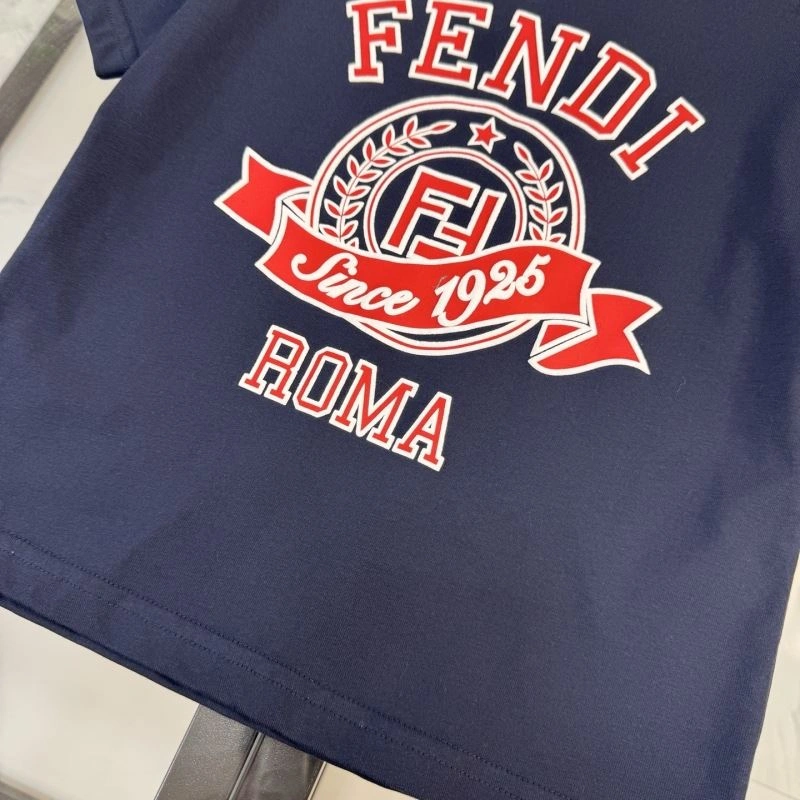 FENDI
FF
Since 1925
ROMA